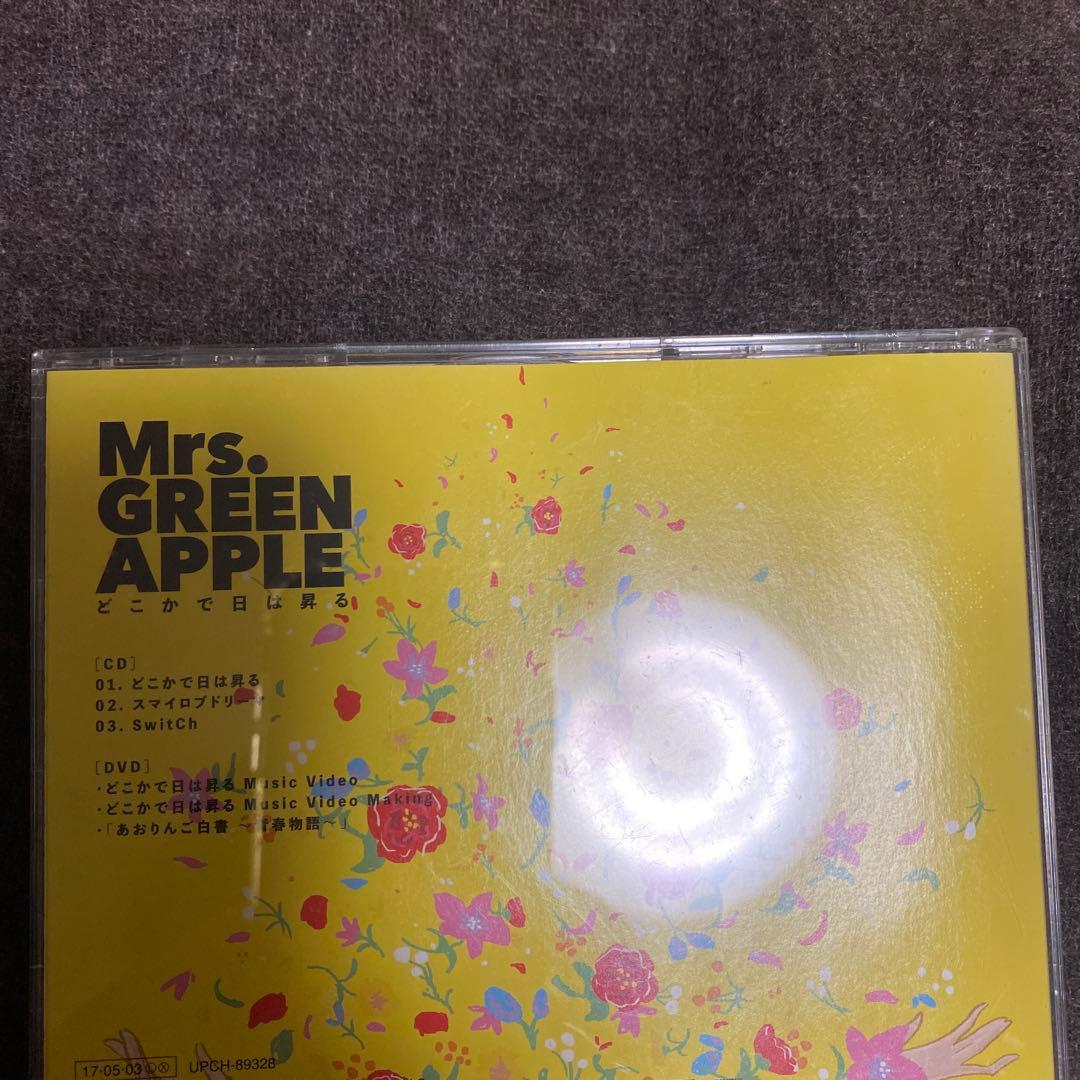 Mrs.
GREEN
APPLE
どこかで日は昇る
[CD]
01. どこかで日は昇る
02. スマイロブドリーマ
03. SwitCh
[DVD]
・どこかで日は昇る Music Video
・どこかで日は昇る Music Video Making
・「あおりんご白書 〜青春物語〜」
17·05·03 Ⓛ Ⓧ UPCH-89328